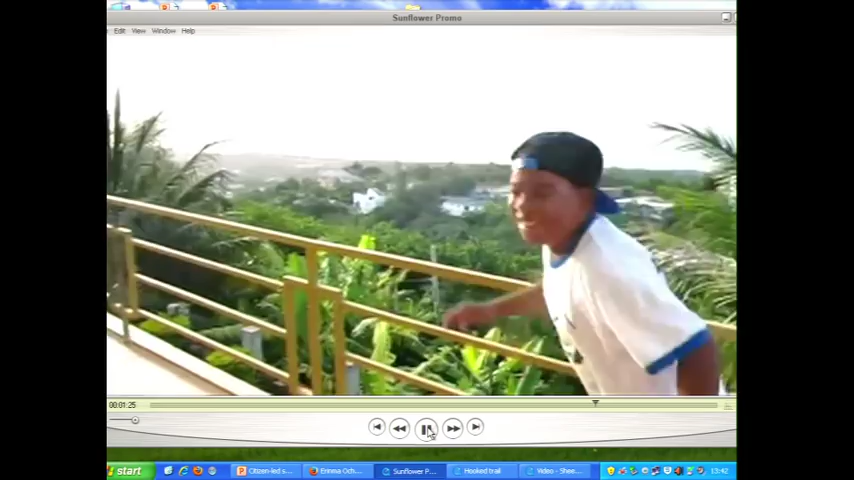 Sunflower Promo
Edit View Window Help
00:01:25
start
Citizen-led s...
Erinma Och...
Sunflower P...
Hooked trail
Video - Shee...
13:42